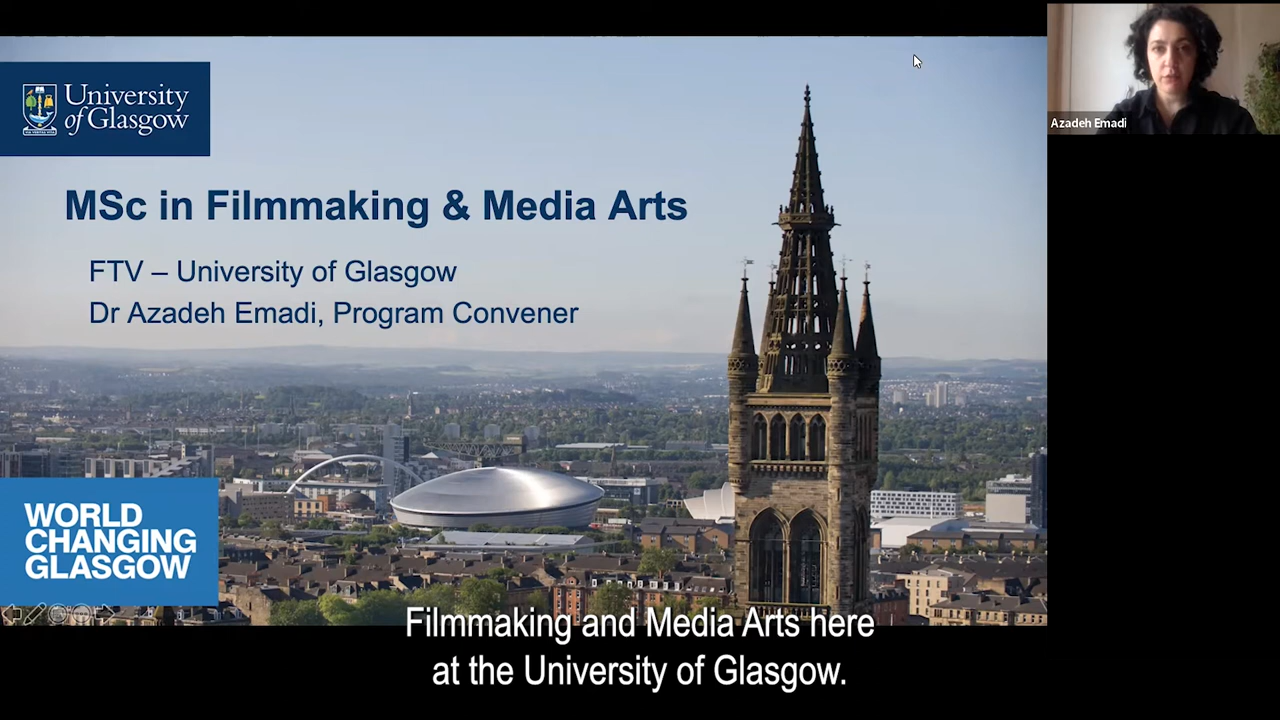 University
of Glasgow
MSc in Filmmaking & Media Arts
FTV – University of Glasgow
Dr Azadeh Emadi, Program Convener
WORLD
CHANGING
GLASGOW
Azadeh Emadi
Filmmaking and Media Arts here
at the University of Glasgow.